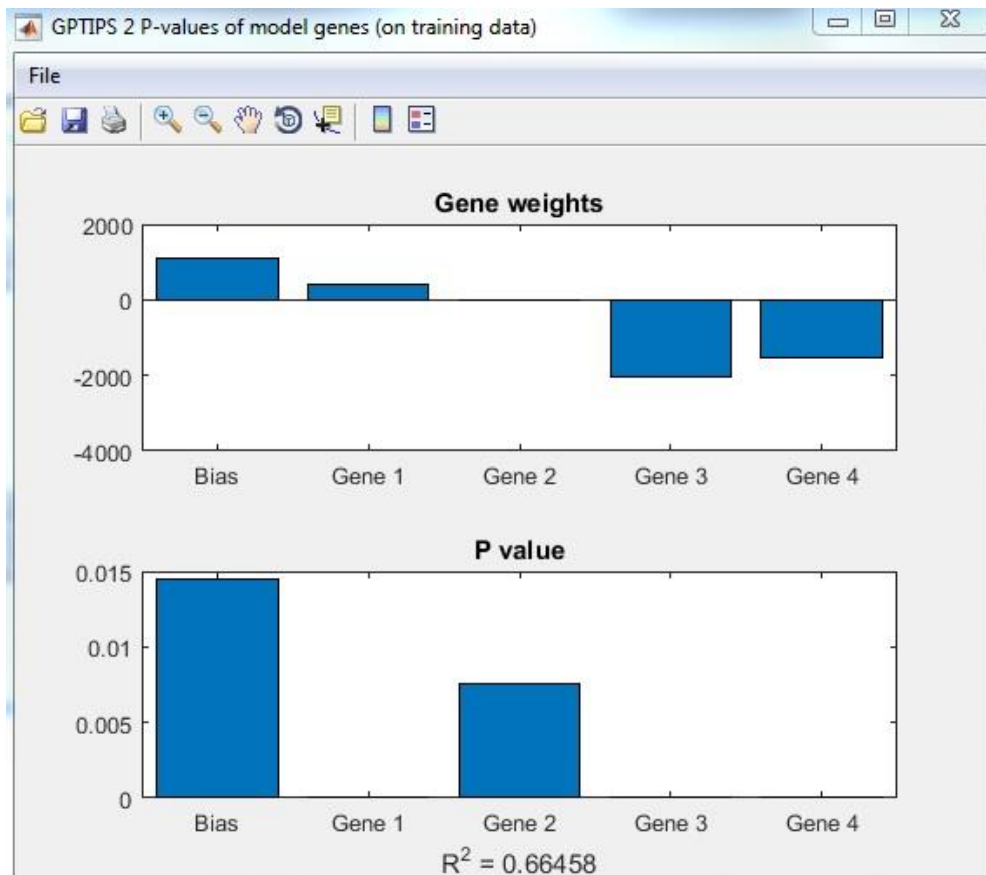 GPTIPS 2 P-values of model genes (on training data)
File
Gene weights
2000
0
-2000
-4000
Bias Gene 1 Gene 2 Gene 3 Gene 4
P value
0.015
0.01
0.005
0
Bias Gene 1 Gene 2 Gene 3 Gene 4
R² = 0.66458